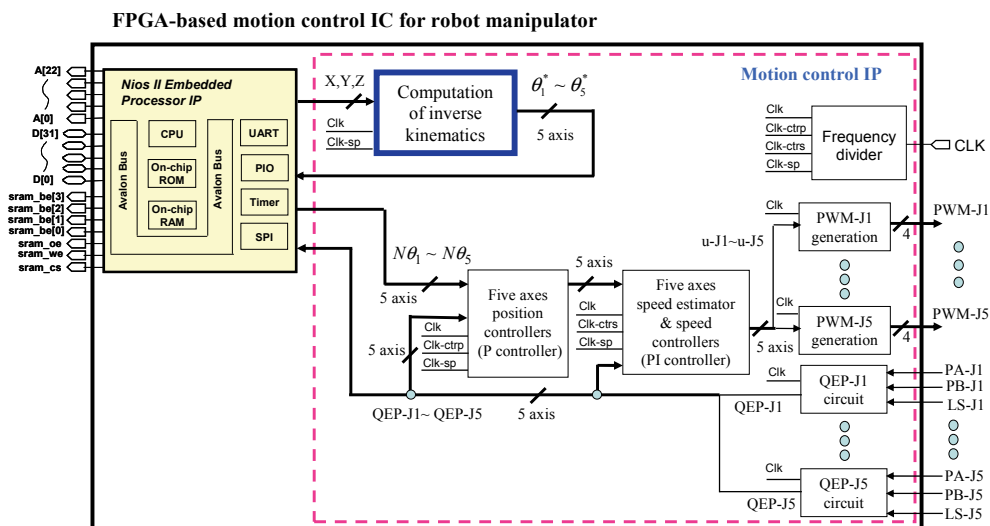 FPGA-based motion control IC for robot manipulator
A[22]
A[0]
D[31]
D[0]
sram_be[3]
sram_be[2]
sram_be[1]
sram_be[0]
sram_oe
sram_we
sram_cs
Nios II Embedded
Processor IP
Avalon Bus
CPU
On-chip
ROM
On-chip
RAM
Avalon Bus
UART
PIO
Timer
SPI
Motion control IP
X,Y,Z
Clk
Clk-sp
Computation
of inverse
kinematics
θ*1 ~ θ*5
5 axis
Clk
Clk-ctrp
Clk-ctrs
Clk-sp
Frequency
divider
CLK
Nθ1 ~ Nθ5
5 axis
5 axis
Clk
Clk-ctrp
Clk-sp
Five axes
position
controllers
(P controller)
5 axis
Clk
Clk-ctrs
Clk-sp
Five axes
speed estimator
& speed
controllers
(PI controller)
u-J1~u-J5
5 axis
Clk
PWM-J1
generation
4
PWM-J1
Clk
PWM-J5
generation
4
PWM-J5
QEP-J1~ QEP-J5
5 axis
QEP-J1
Clk
QEP-J1
circuit
PA-J1
PB-J1
LS-J1
QEP-J5
Clk
QEP-J5
circuit
PA-J5
PB-J5
LS-J5